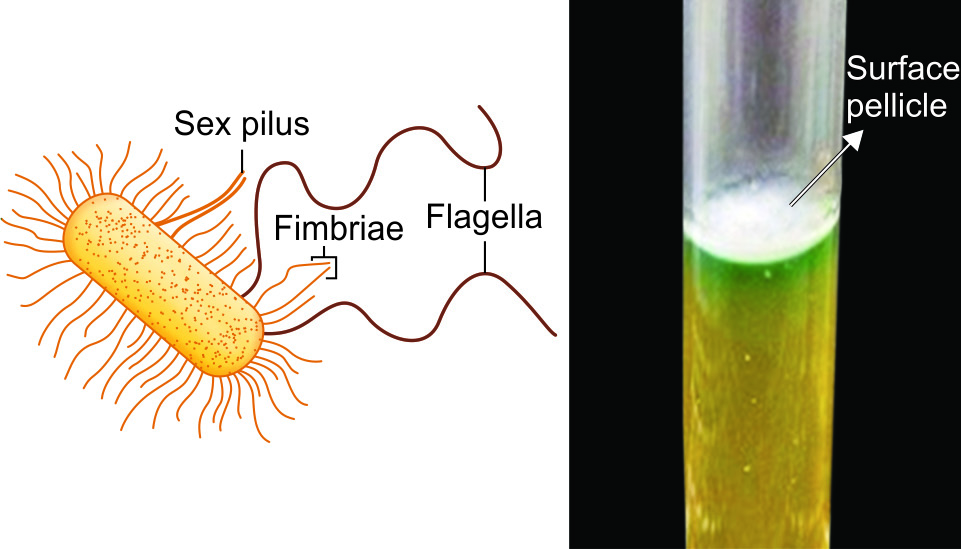 Sex pilus
Fimbriae
Flagella
Surface
pellicle